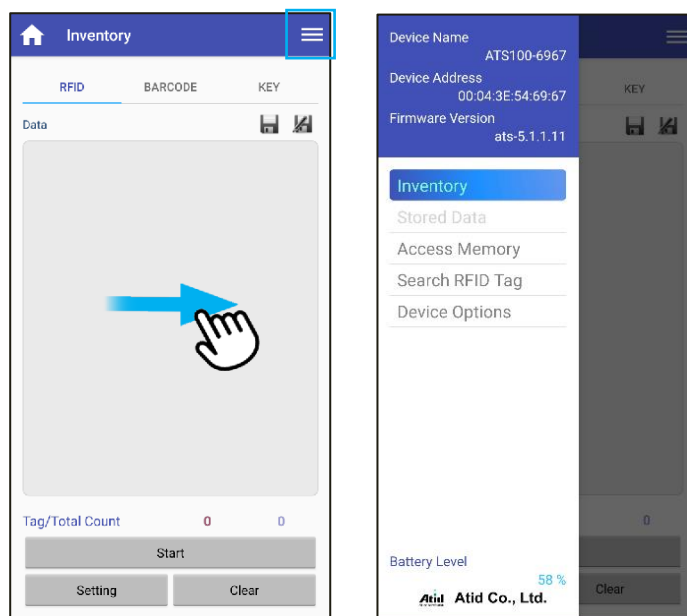 Inventory
RFID BARCODE KEY
Data
Tag/Total Count 0 0
Start
Setting Clear
Device Name
ATS100-6967
Device Address
00:04:3E:54:69:67
Firmware Version
ats-5.1.1.11
Inventory
Stored Data
Access Memory
Search RFID Tag
Device Options
Battery Level
58 %
Atid Atid Co., Ltd.
KEY
0
Clear